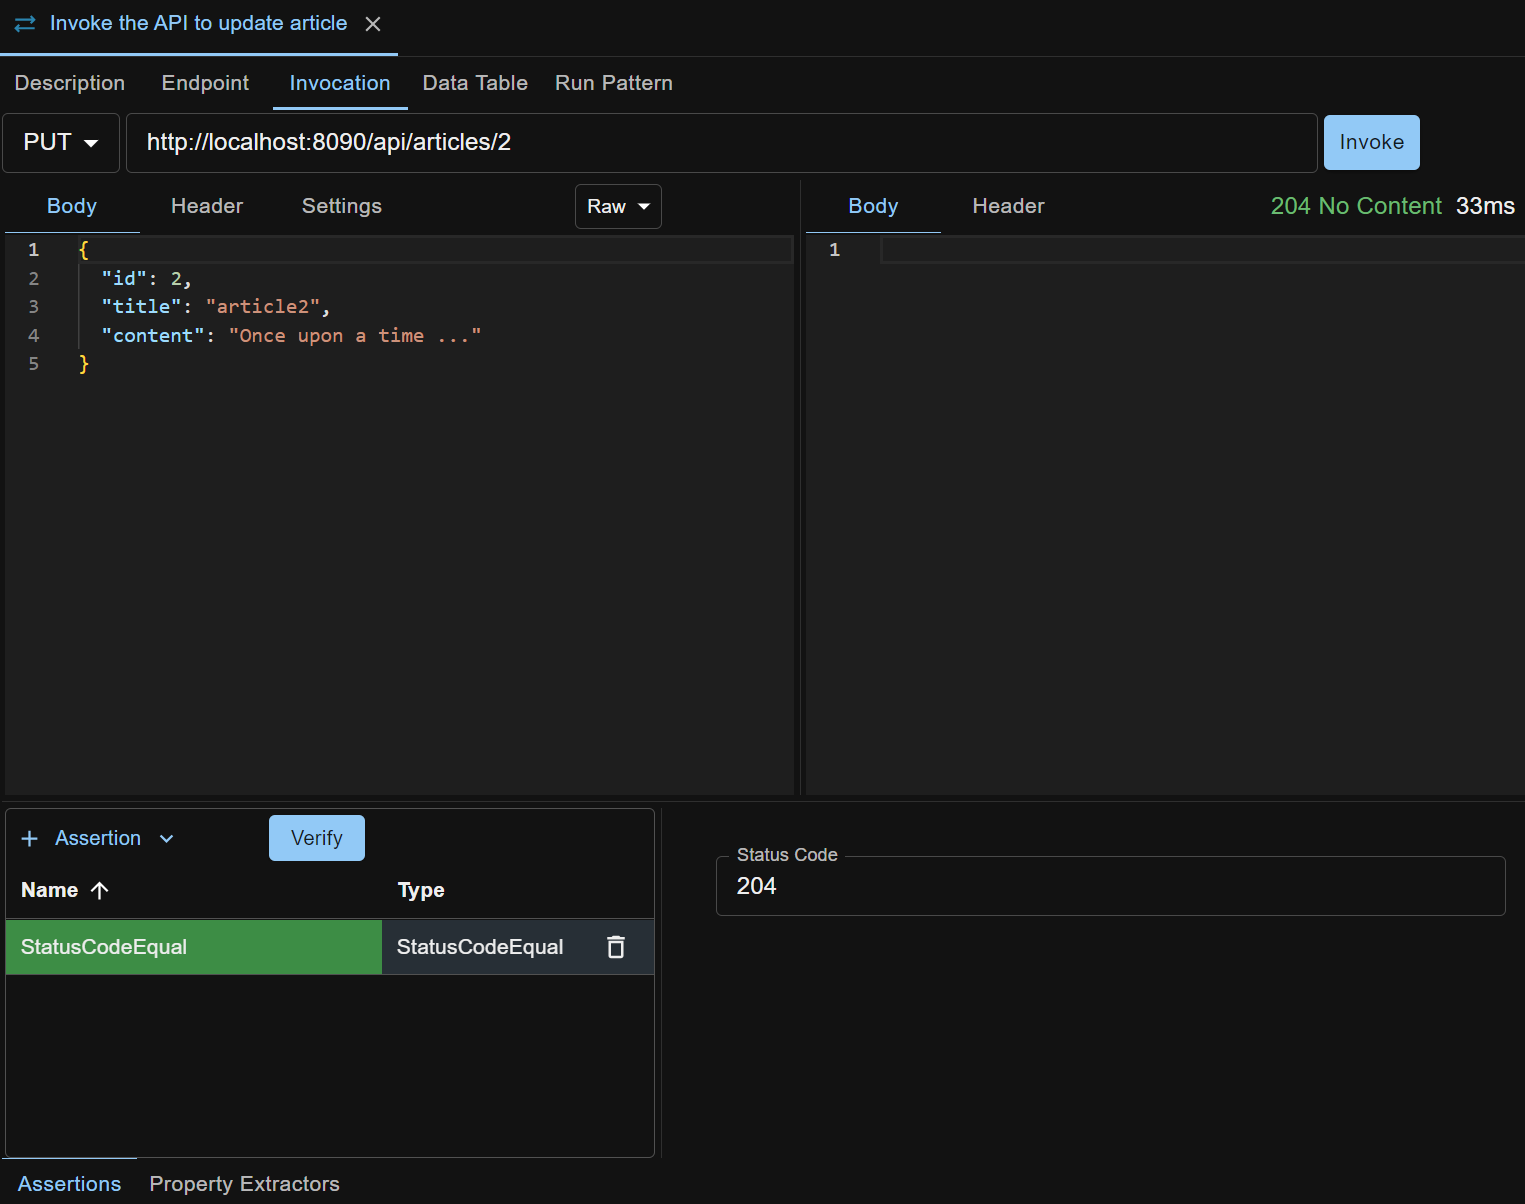 Invoke the API to update article
Description Endpoint Invocation Data Table Run Pattern
PUT http://localhost:8090/api/articles/2 Invoke
Body Header Settings Raw
Body Header 204 No Content 33ms
1 {
2 "id": 2,
3 "title": "article2",
4 "content": "Once upon a time ..."
5 }
1
Assertion Verify
Name Type
StatusCodeEqual StatusCodeEqual
Status Code
204
Assertions Property Extractors